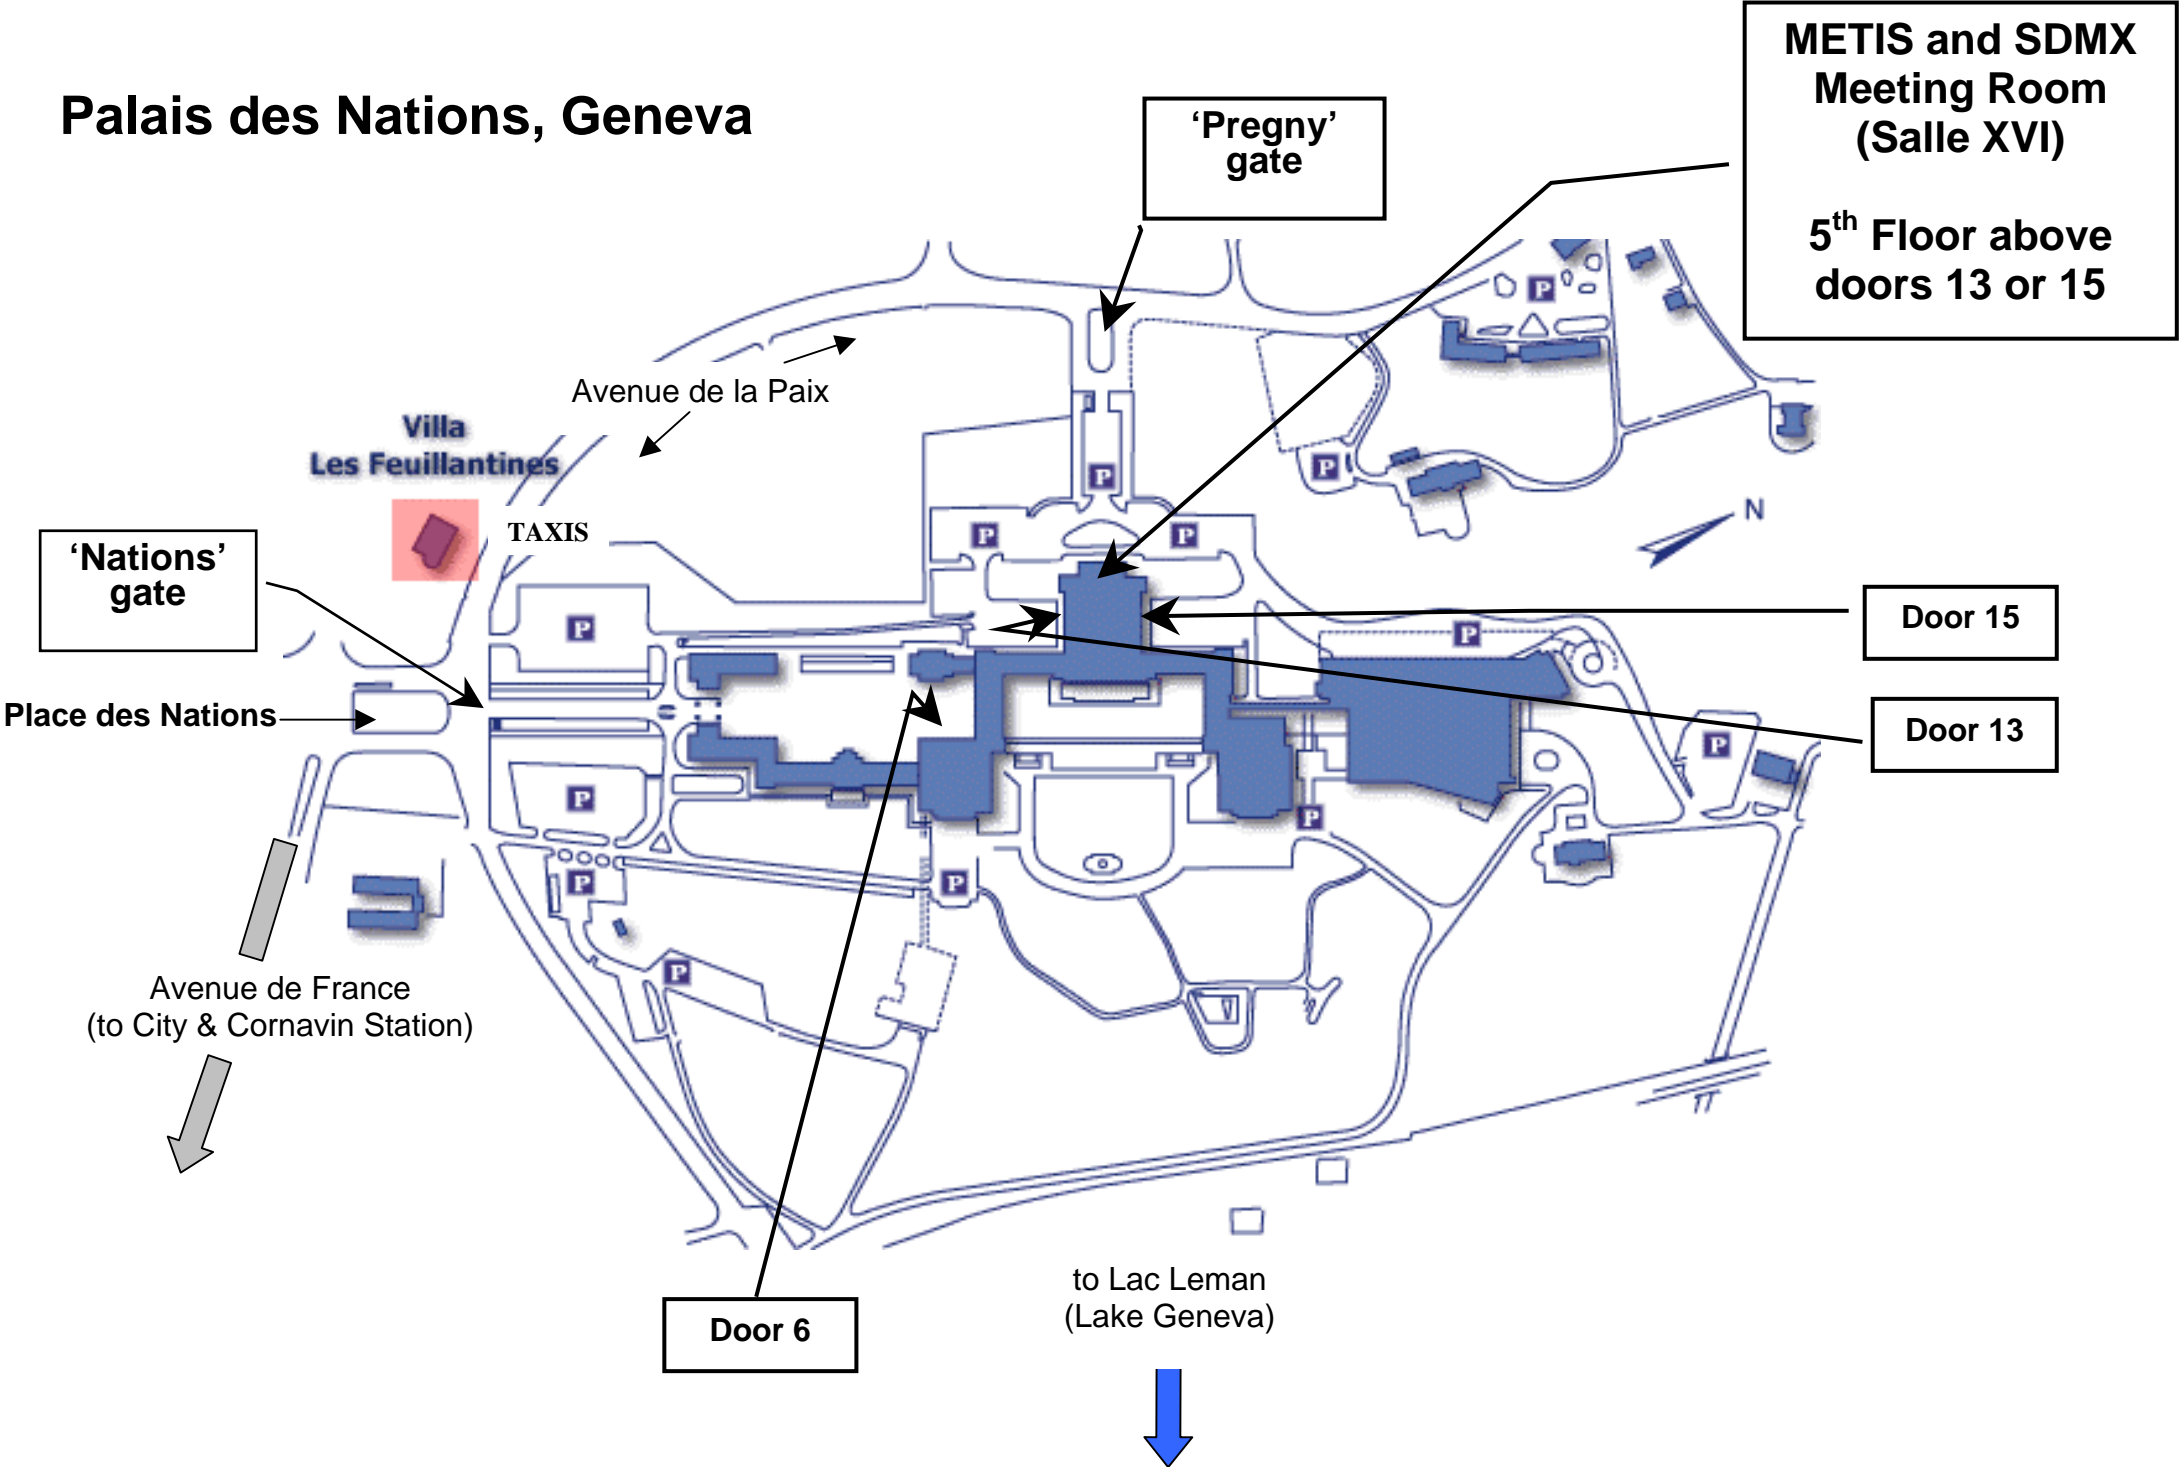 Palais des Nations, Geneva
METIS and SDMX
Meeting Room
(Salle XVI)
5th Floor above
doors 13 or 15
‘Pregny’
gate
P
Avenue de la Paix
Villa
Les Feuillantines
P
P
N
TAXIS
P
P
‘Nations’
gate
Door 15
P
P
Place des Nations
Door 13
P
P
P
P
P
P
Avenue de France
(to City & Cornavin Station)
to Lac Leman
(Lake Geneva)
Door 6